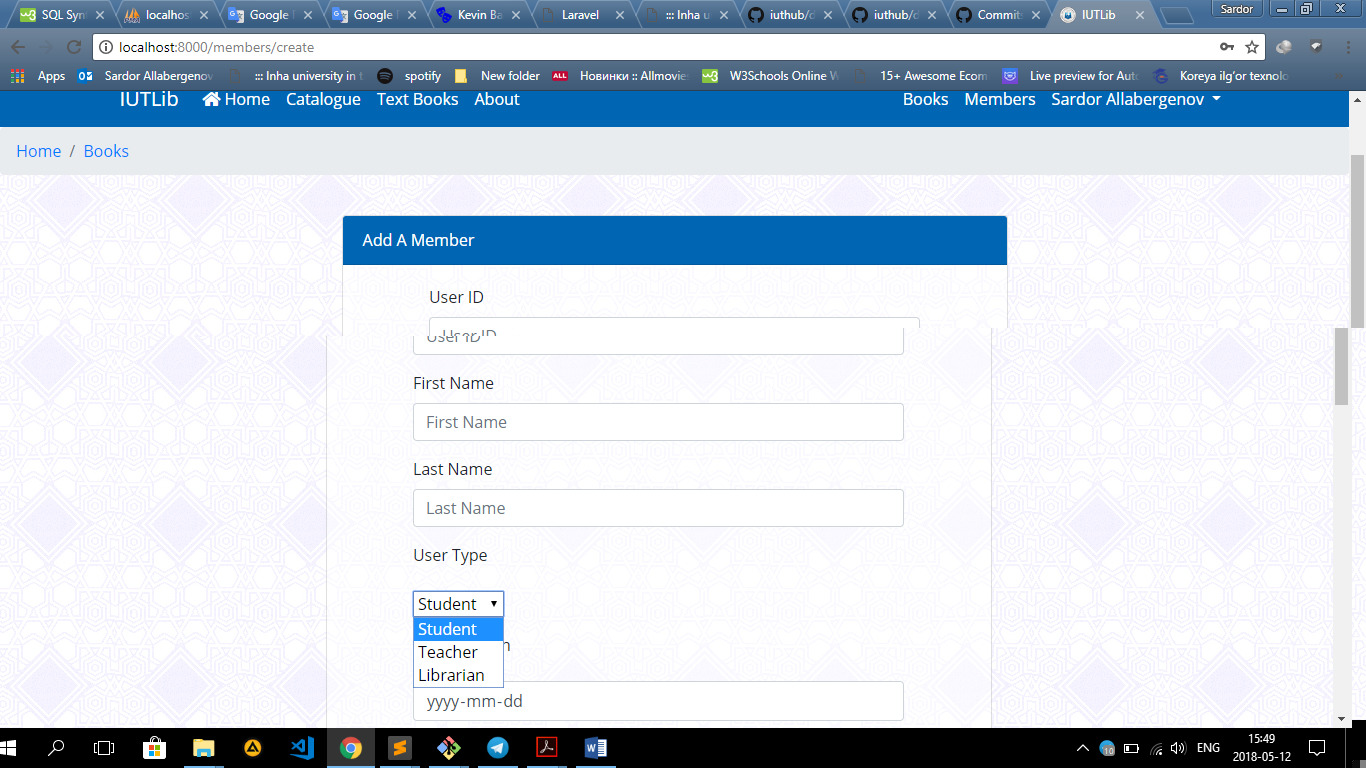 SQL Syn
localhos
Google
Google
Kevin Ba
Laravel
::: Inha u
iuthub/d
iuthub/d
Commits
IUTLib
Sardor
localhost:8000/members/create
Apps
Sardor Allabergenov
::: Inha university in t
spotify
New folder
ALL
Новинки :: Allmovie
W3Schools Online W
15+ Awesome Ecom
Live preview for Aut
Koreya ilg'or texnolo
IUTLib Home Catalogue Text Books About Books Members Sardor Allabergenov
Home / Books
Add A Member
User ID
User ID
First Name
First Name
Last Name
Last Name
User Type
Student
Student
Teacher
Librarian
yyyy-mm-dd
10
ENG
15:49
2018-05-12